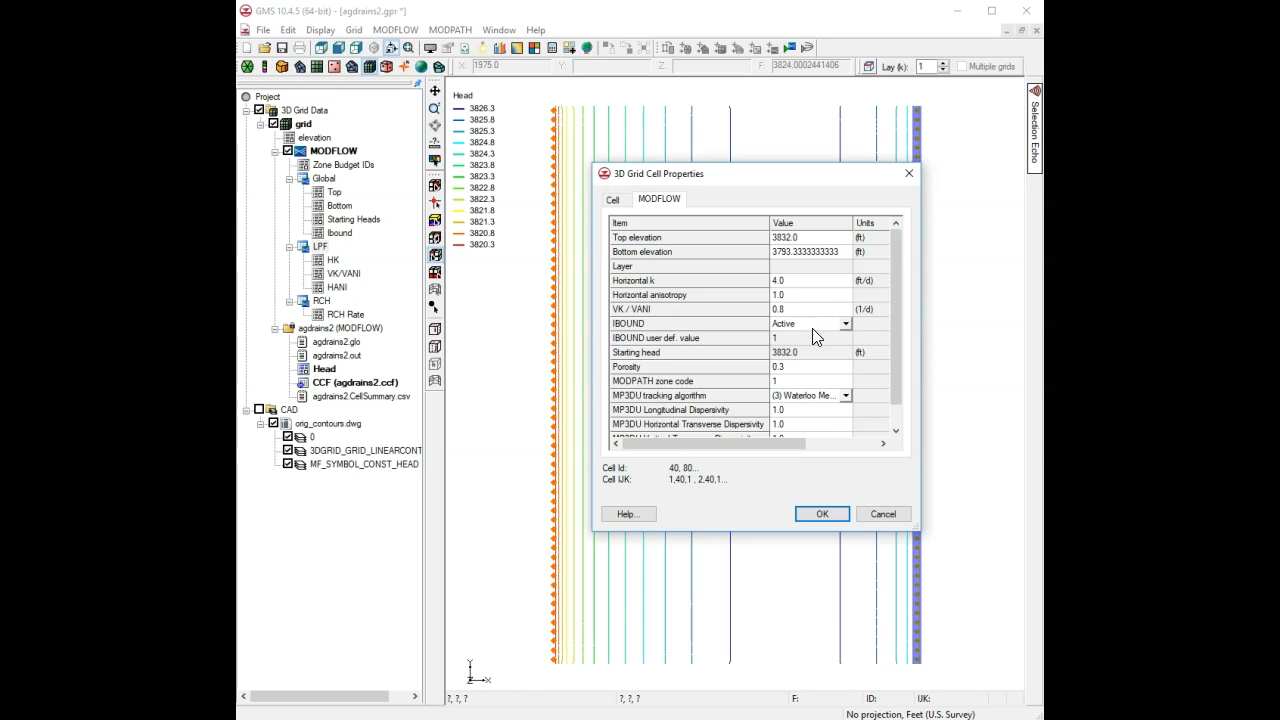 GMS 10.4.5 (64-bit) - [agdrains2.gpr *]
File Edit Display Grid MODFLOW MODPATH Window Help
X: 1975.0 Y: Z: F: 3824.0002441406 Lay (k): 1 Multiple grids
Project
3D Grid Data
grid
elevation
MODFLOW
Zone Budget IDs
Global
Top
Bottom
Starting Heads
Ibound
LPF
HK
VK/VANI
HANI
RCH
RCH Rate
agdrains2 (MODFLOW)
agdrains2.glo
agdrains2.out
Head
CCF (agdrains2.ccf)
agdrains2.CellSummary.csv
CAD
orig_contours.dwg
0
3DGRID_GRID_LINEARCONT
MF_SYMBOL_CONST_HEAD
Head
3826.3
3825.8
3825.3
3824.8
3824.3
3823.8
3823.3
3822.8
3822.3
3821.8
3821.3
3820.8
3820.3
3D Grid Cell Properties
Cell MODFLOW
Item Value Units
Top elevation 3832.0 (ft)
Bottom elevation 3793.3333333333 (ft)
Layer
Horizontal k 4.0 (ft/d)
Horizontal anisotropy 1.0
VK / VANI 0.8 (1/d)
IBOUND Active
IBOUND user def. value 1
Starting head 3832.0 (ft)
Porosity 0.3
MODPATH zone code 1
MP3DU tracking algorithm (3) Waterloo Me...
MP3DU Longitudinal Dispersivity 1.0
MP3DU Horizontal Transverse Dispersivity 1.0
Cell Id: 40, 80...
Cell IJK: 1,40,1 , 2,40,1...
Help... OK Cancel
Selection Echo
Y
Z X
?, ?, ? ?, ?, ? F: ID: IJK:
No projection, Feet (U.S. Survey)